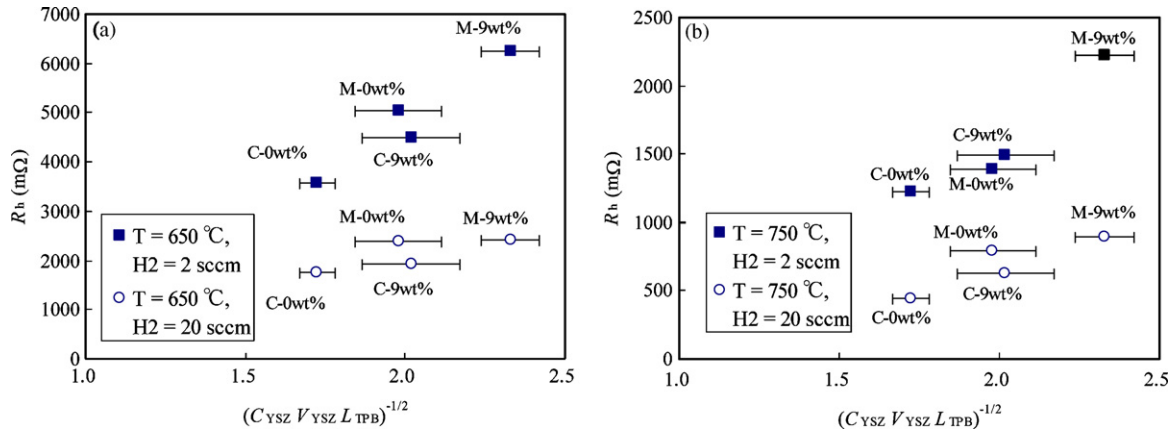 (a)
7000
6000
5000
4000
3000
2000
1000
0
Rh (mΩ)
M-9wt%
M-0wt%
C-0wt%
C-9wt%
M-0wt%
M-9wt%
C-0wt%
C-9wt%
T = 650 ℃,
H2 = 2 sccm
T = 650 ℃,
H2 = 20 sccm
1.0 1.5 2.0 2.5
(CYSZ VYSZ LTPB)-1/2
(b)
2500
2000
1500
1000
500
0
Rh (mΩ)
M-9wt%
C-9wt%
C-0wt%
M-0wt%
M-0wt%
M-9wt%
C-9wt%
C-0wt%
T = 750 ℃,
H2 = 2 sccm
T = 750 ℃,
H2 = 20 sccm
1.0 1.5 2.0 2.5
(CYSZ VYSZ LTPB)-1/2